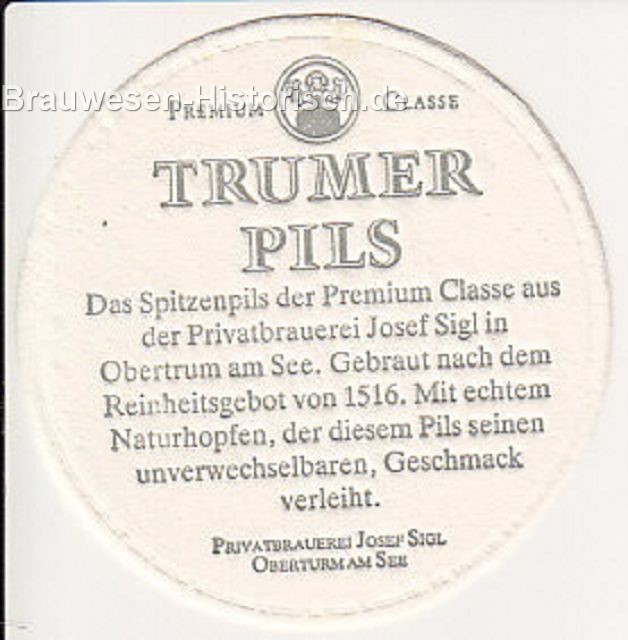 Brauwesen-Historisch.de
PREMIUM CLASSE
TRUMER
PILS
Das Spitzenpils der Premium Classe aus
der Privatbrauerei Josef Sigl in
Obertrum am See. Gebraut nach dem
Reinheitsgebot von 1516. Mit echtem
Naturhopfen, der diesem Pils seinen
unverwechselbaren, Geschmack
verleiht.
PRIVATBRAUEREI JOSEF SIGL
OBERTURM AM SEE